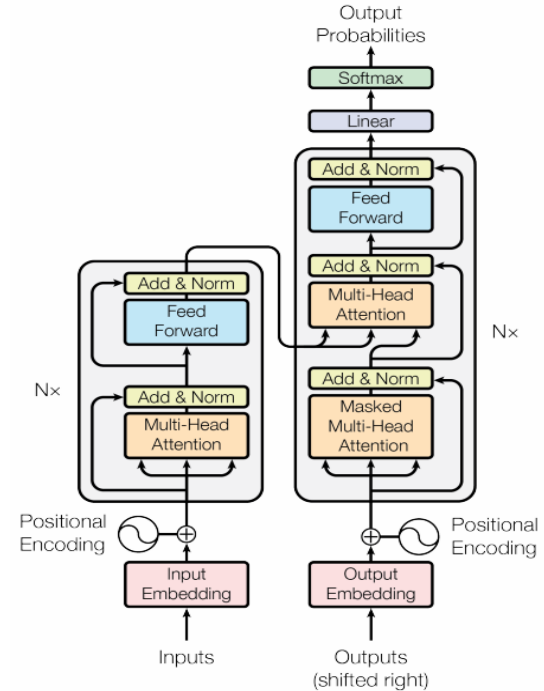 Output
Probabilities
Softmax
Linear
Add & Norm
Feed
Forward
Add & Norm
Multi-Head
Attention
Nx
Add & Norm
Masked
Multi-Head
Attention
Add & Norm
Feed
Forward
Nx
Add & Norm
Multi-Head
Attention
Positional
Encoding
Positional
Encoding
Input
Embedding
Output
Embedding
Inputs
Outputs
(shifted right)